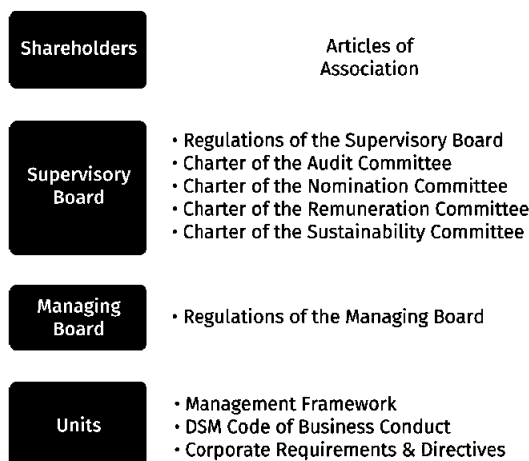 Shareholders
Articles of
Association
Supervisory
Board
• Regulations of the Supervisory Board
• Charter of the Audit Committee
• Charter of the Nomination Committee
• Charter of the Remuneration Committee
• Charter of the Sustainability Committee
Managing
Board
• Regulations of the Managing Board
Units
• Management Framework
• DSM Code of Business Conduct
• Corporate Requirements & Directives